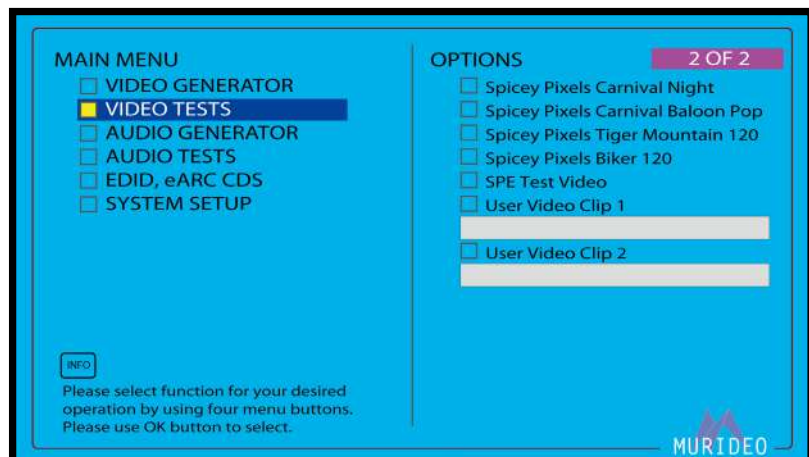 MAIN MENU
VIDEO GENERATOR
VIDEO TESTS
AUDIO GENERATOR
AUDIO TESTS
EDID, eARC CDS
SYSTEM SETUP
INFO
Please select function for your desired
operation by using four menu buttons.
Please use OK button to select.
OPTIONS
2 OF 2
Spicey Pixels Carnival Night
Spicey Pixels Carnival Baloon Pop
Spicey Pixels Tiger Mountain 120
Spicey Pixels Biker 120
SPE Test Video
User Video Clip 1
User Video Clip 2
MURIDEO